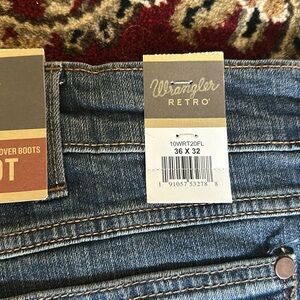 Wrangler
RETRO®
OVER BOOTS
OT
10WRT20FL
36 X 32
1 91057 53278 8